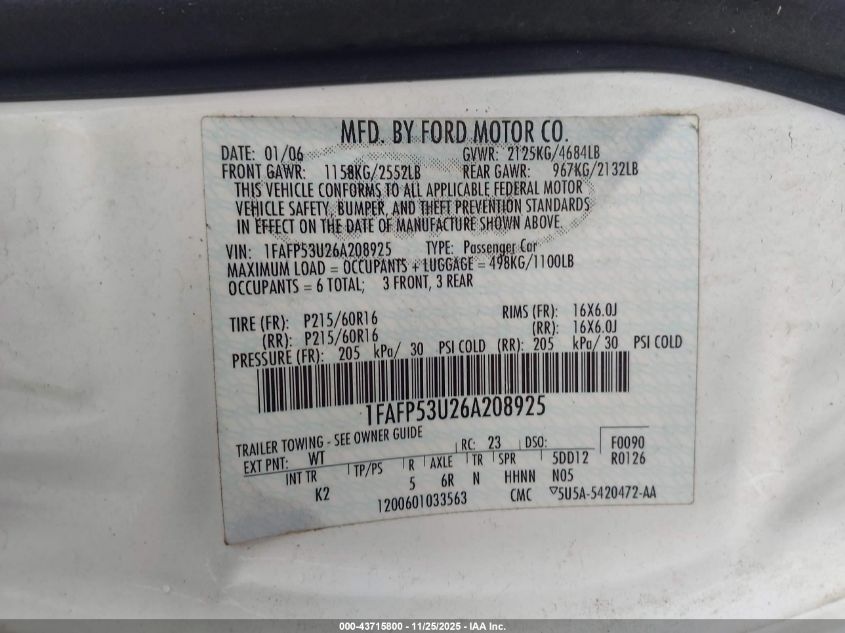 MFD. BY FORD MOTOR CO.
DATE: 01/06 GVWR: 2125KG/4684LB
FRONT GAWR: 1158KG/2552LB REAR GAWR: 967KG/2132LB
THIS VEHICLE CONFORMS TO ALL APPLICABLE FEDERAL MOTOR
VEHICLE SAFETY, BUMPER, AND THEFT PREVENTION STANDARDS
IN EFFECT ON THE DATE OF MANUFACTURE SHOWN ABOVE.
VIN: 1FAFP53U26A208925 TYPE: Passenger Car
MAXIMUM LOAD = OCCUPANTS + LUGGAGE = 498KG/1100LB
OCCUPANTS = 6 TOTAL; 3 FRONT, 3 REAR
TIRE (FR): P215/60R16 RIMS (FR): 16X6.0J
(RR): P215/60R16 (RR): 16X6.0J
PRESSURE (FR): 205 kPa/ 30 PSI COLD (RR): 205 kPa/ 30 PSI COLD
1FAFP53U26A208925
TRAILER TOWING - SEE OWNER GUIDE RC: 23 DSO: F0090
EXT PNT: WT 5DD12 R0126
INT TR TP/PS R AXLE TR SPR
K2 5 6R N HHNN N05
1200601033563 CMC ▽5U5A-5420472-AA
000-43715800 - 11/25/2025 - IAA Inc.